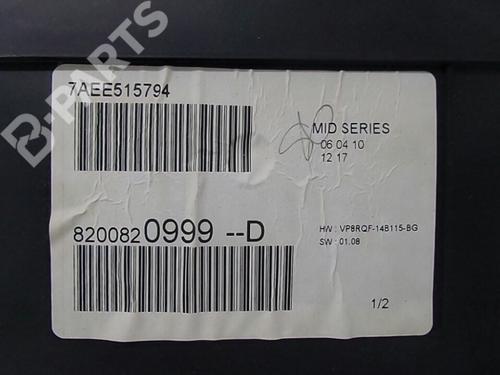 B-PARTS
7AEE515794
MID SERIES
06 04 10
12 17
8200820999 --D
HW : VP8RQF-14B115-BG
SW : 01.08
1/2